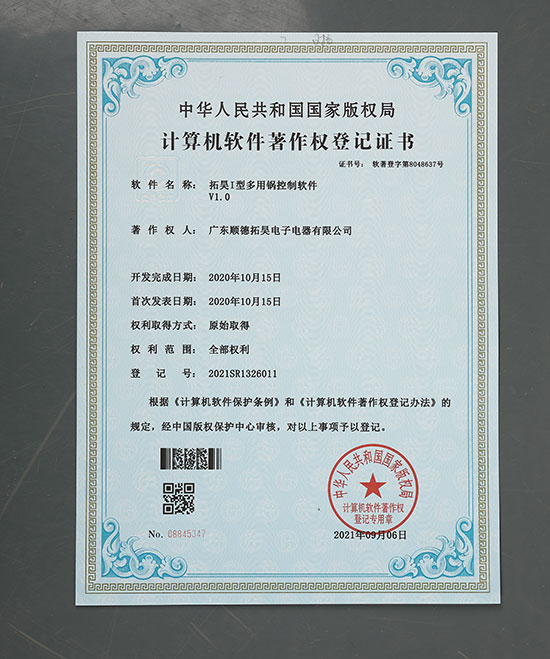 中华人民共和国国家版权局
计算机软件著作权登记证书
证书号： 软著登字第8048637号
软件名称： 拓昊I型多用锅控制软件
V1.0
著作权人： 广东顺德拓昊电子电器有限公司
开发完成日期： 2020年10月15日
首次发表日期： 2020年10月15日
权利取得方式： 原始取得
权利范围： 全部权利
登记号： 2021SR1326011
根据《计算机软件保护条例》和《计算机软件著作权登记办法》的
规定，经中国版权保护中心审核，对以上事项予以登记。
中华人民共和国国家版权局
计算机软件著作权
登记专用章
No. 08845347
2021年09月06日